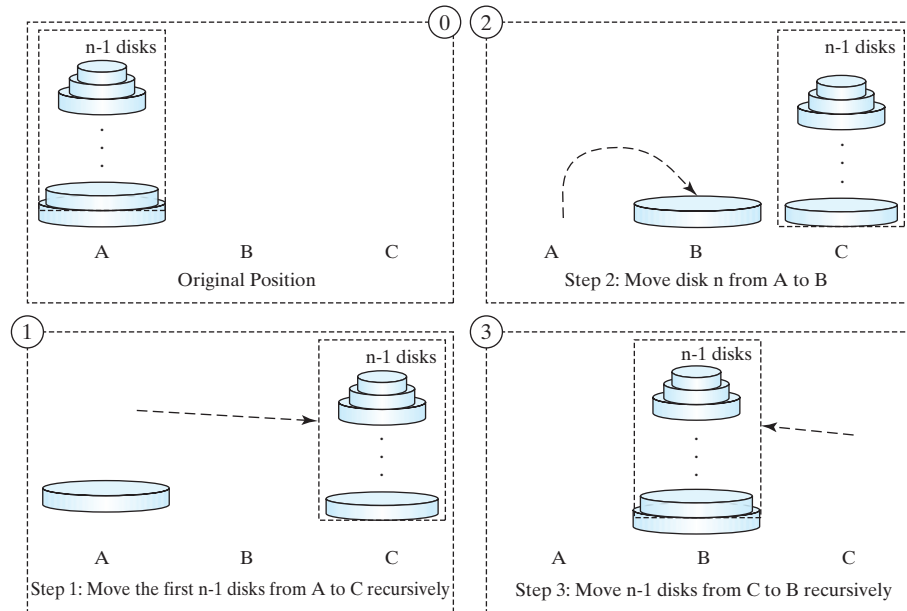 0
n-1 disks
A B C
Original Position
2
n-1 disks
A B C
Step 2: Move disk n from A to B
1
n-1 disks
A B C
Step 1: Move the first n-1 disks from A to C recursively
3
n-1 disks
A B C
Step 3: Move n-1 disks from C to B recursively